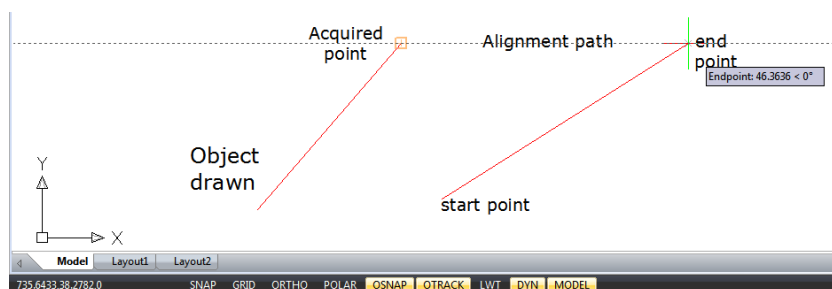 Acquired
point
Alignment path
end
point
Endpoint: 46.3636 < 0°
Object
drawn
start point
Y
X
Model Layout1 Layout2
735.6433,38.2782,0 SNAP GRID ORTHO POLAR OSNAP OTRACK LWT DYN MODEL